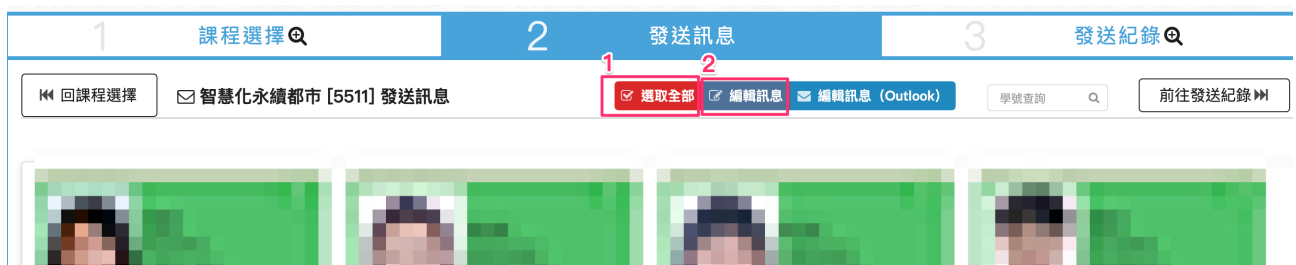 1 課程選擇 2 發送訊息 3 發送紀錄
1 2
回課程選擇 智慧化永續都市 [5511] 發送訊息 選取全部 編輯訊息 編輯訊息（Outlook） 學號查詢 前往發送紀錄